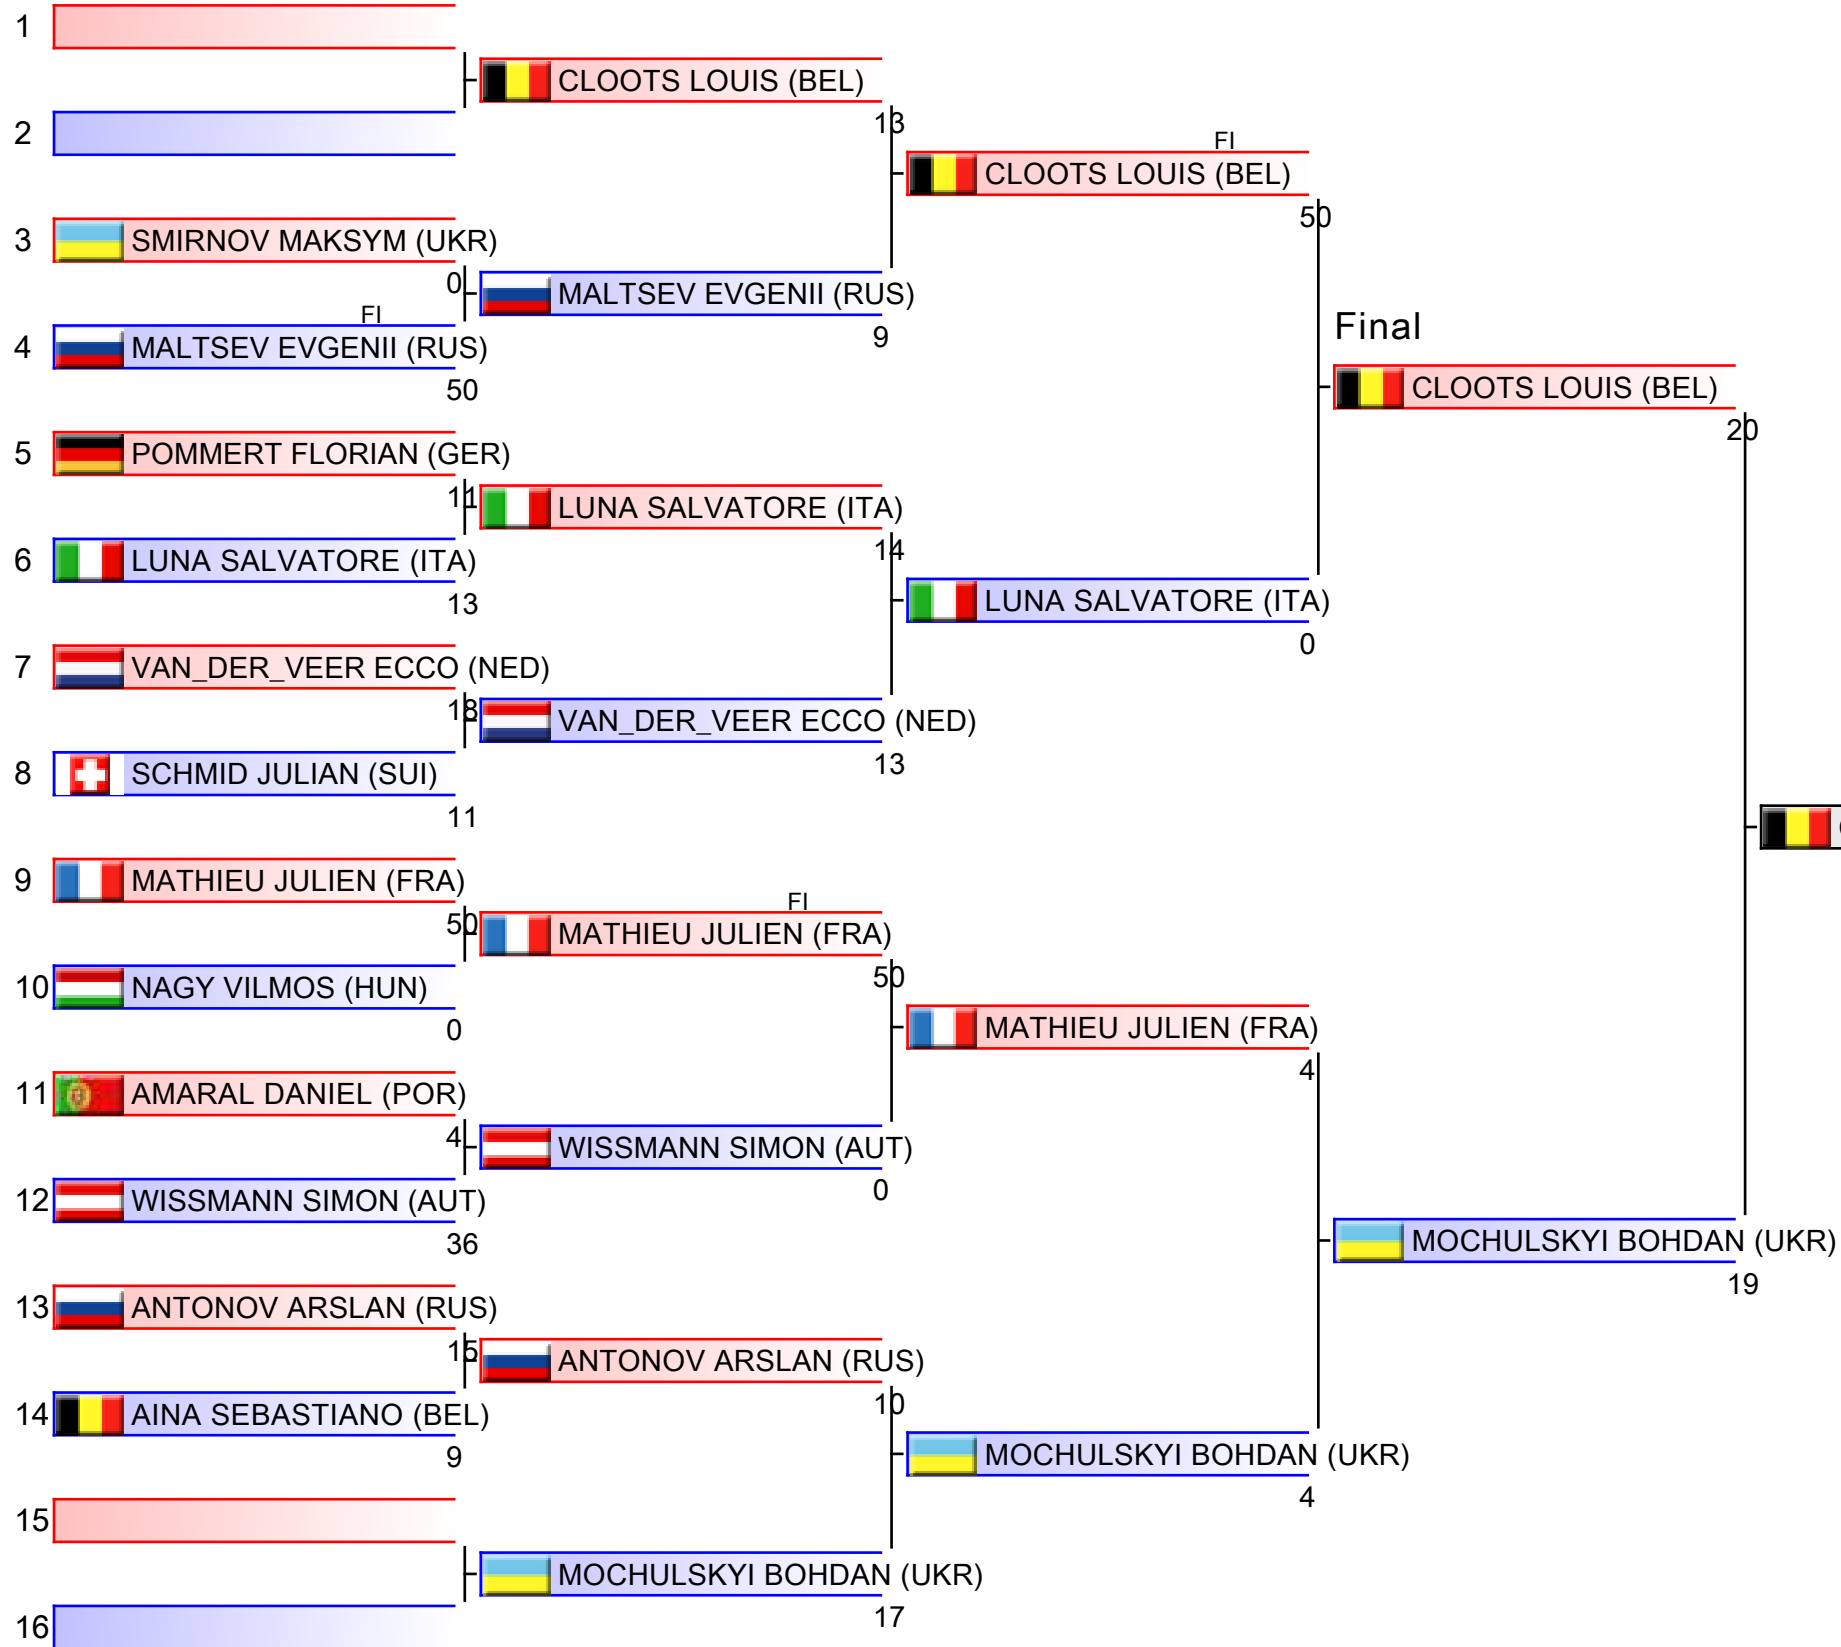 1
CLOOTS LOUIS (BEL)
13
2
FI
CLOOTS LOUIS (BEL)
50
3 SMIRNOV MAKSYM (UKR)
0
MALTSEV EVGENII (RUS)
9
FI
4 MALTSEV EVGENII (RUS)
50
Final
CLOOTS LOUIS (BEL)
20
5 POMMERT FLORIAN (GER)
11
LUNA SALVATORE (ITA)
14
6 LUNA SALVATORE (ITA)
13
LUNA SALVATORE (ITA)
0
7 VAN_DER_VEER ECCO (NED)
18
VAN_DER_VEER ECCO (NED)
13
8 SCHMID JULIAN (SUI)
11
9 MATHIEU JULIEN (FRA)
50
FI
MATHIEU JULIEN (FRA)
50
10 NAGY VILMOS (HUN)
0
MATHIEU JULIEN (FRA)
4
11 AMARAL DANIEL (POR)
4
WISSMANN SIMON (AUT)
0
12 WISSMANN SIMON (AUT)
36
MOCHULSKYI BOHDAN (UKR)
19
13 ANTONOV ARSLAN (RUS)
15
ANTONOV ARSLAN (RUS)
10
14 AINA SEBASTIANO (BEL)
9
MOCHULSKYI BOHDAN (UKR)
4
15
MOCHULSKYI BOHDAN (UKR)
17
16